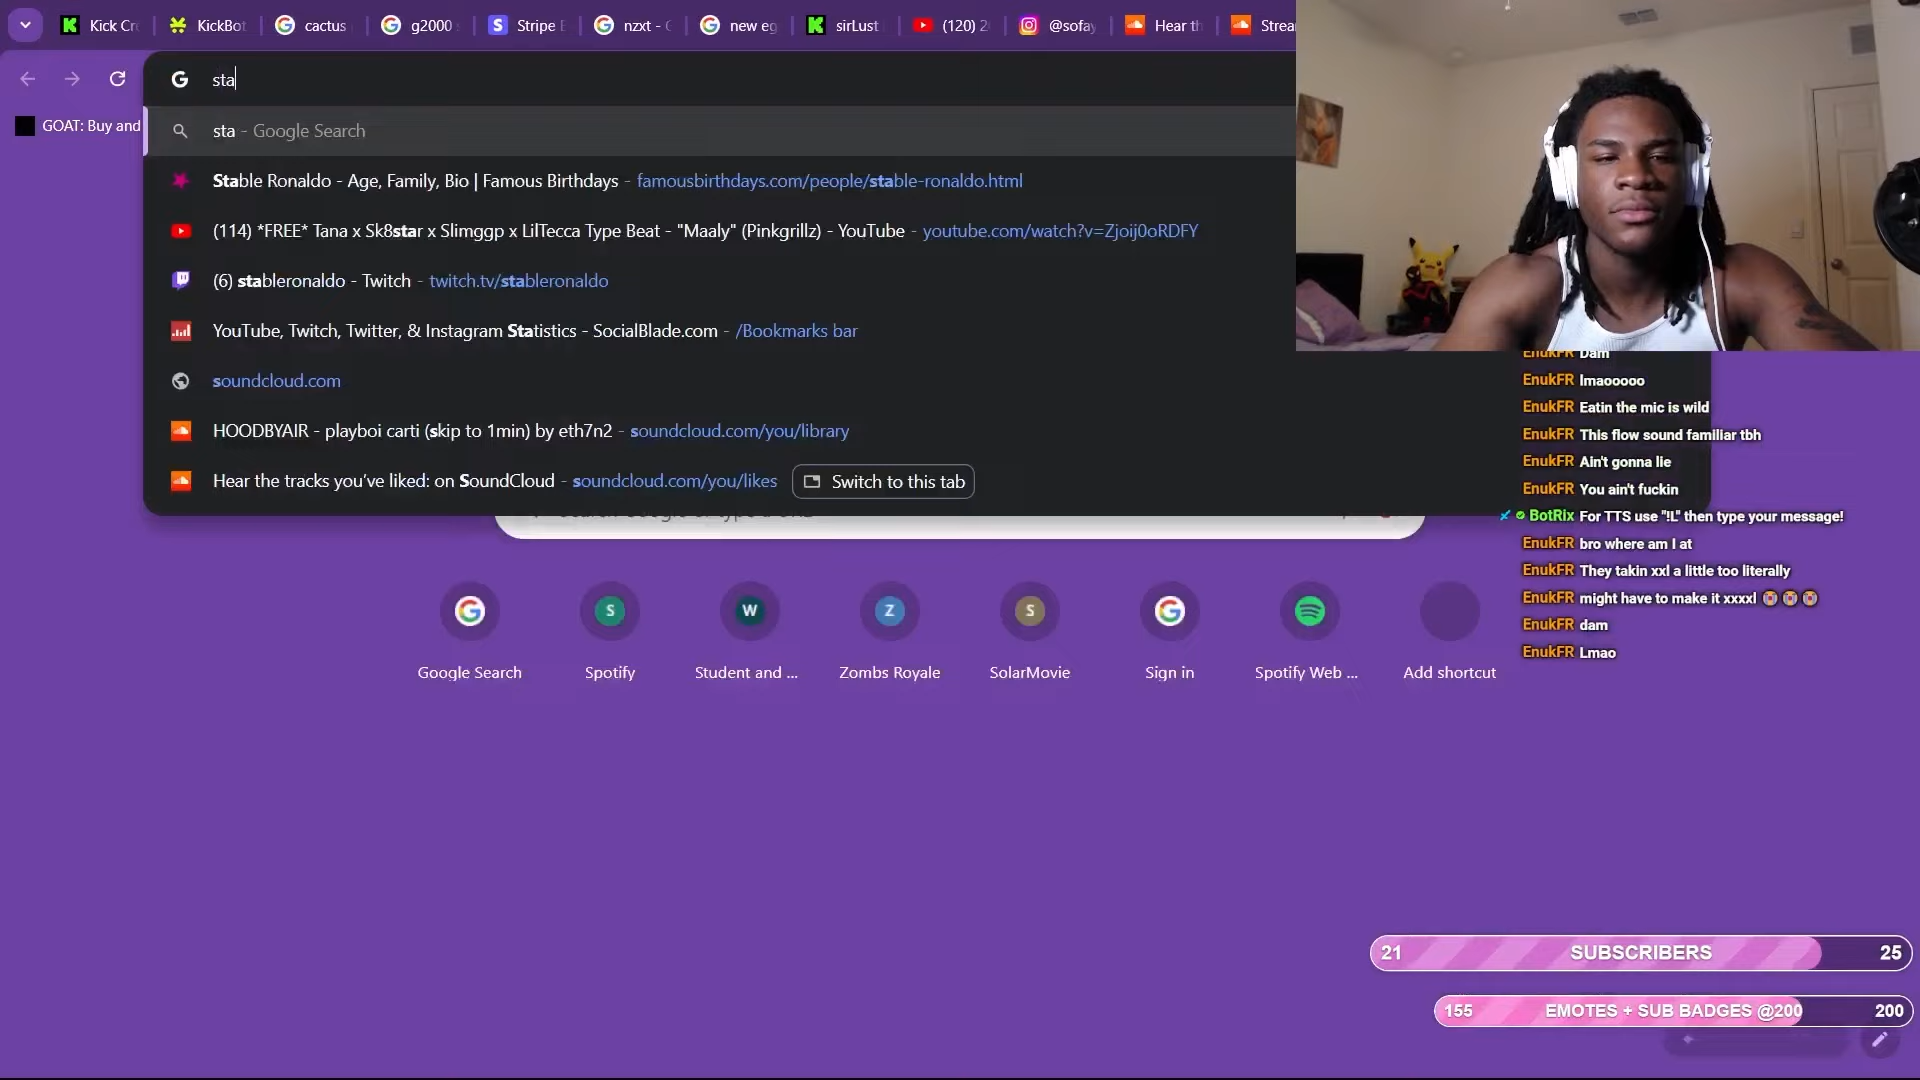 Kick Cr
KickBot
cactus
g2000
Stripe E
nzxt - G
new eg
sirLust
(120) 2
@sofay
Hear th
Strea
sta
GOAT: Buy and
sta - Google Search
Stable Ronaldo - Age, Family, Bio | Famous Birthdays - famousbirthdays.com/people/stable-ronaldo.html
(114) *FREE* Tana x Sk8star x Slimggp x LilTecca Type Beat - "Maaly" (Pinkgrillz) - YouTube - youtube.com/watch?v=Zjoij0oRDFY
(6) stableronaldo - Twitch - twitch.tv/stableronaldo
YouTube, Twitch, Twitter, & Instagram Statistics - SocialBlade.com - /Bookmarks bar
soundcloud.com
HOODBYAIR - playboi carti (skip to 1min) by eth7n2 - soundcloud.com/you/library
Hear the tracks you've liked: on SoundCloud - soundcloud.com/you/likes Switch to this tab
Google Search
Spotify
Student and ...
Zombs Royale
SolarMovie
Sign in
Spotify Web ...
Add shortcut
EnukFR Dam
EnukFR lmaooooo
EnukFR Eatin the mic is wild
EnukFR This flow sound familiar tbh
EnukFR Ain't gonna lie
EnukFR You ain't fuckin
BotRix For TTS use "!L" then type your message!
EnukFR bro where am I at
EnukFR They takin xxl a little too literally
EnukFR might have to make it xxxxl 😭 😭 😭
EnukFR dam
EnukFR Lmao
21 SUBSCRIBERS 25
155 EMOTES + SUB BADGES @200 200